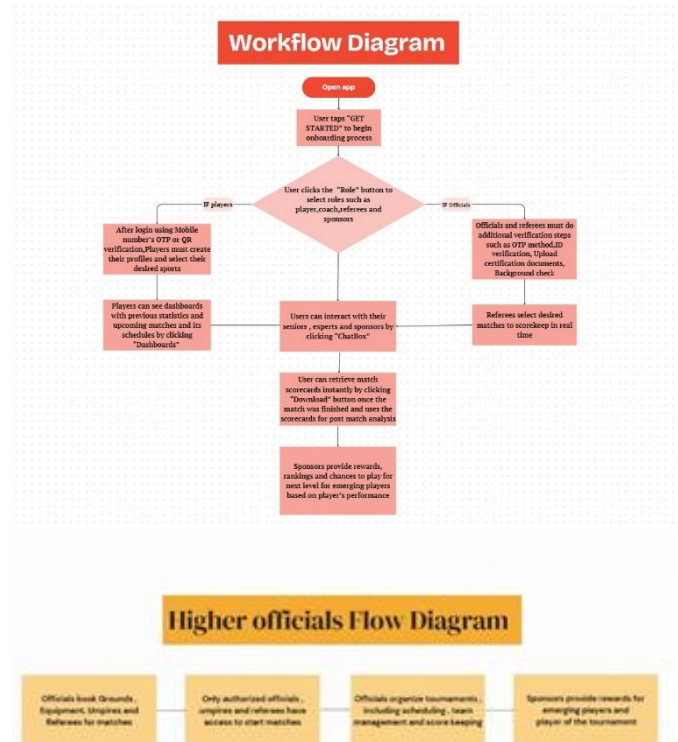 Workflow Diagram
Open app
User taps "GET
STARTED" to begin
onboarding process
User clicks the "Role" button to
select roles such as
player,coach,referees and
sponsors
IF players
IF Officials
After login using Mobile
number's OTP or QR
verification,Players must create
their profiles and select their
desired sports
Officials and referees must do
additional verification steps
such as OTP method,ID
verification, Upload
certification documents,
Background check
Players can see dashboards
with previous statistics and
upcoming matches and its
schedules by clicking
"Dashboards"
Users can interact with their
seniors , experts and sponsors by
clicking "ChatBox"
Referees select desired
matches to scorekeep in real
time
User can retrieve match
scorecards instantly by clicking
"Download" button once the
match was finished and uses the
scorecards for post match analysis
Sponsors provide rewards,
rankings and chances to play for
next level for emerging players
based on player's performance
Higher officials Flow Diagram
Officials book Grounds ,
Equipment, Umpires and
Referees for matches
Only authorized officials ,
umpires and referees have
access to start matches
Officials organize tournaments ,
including scheduling , team
management and score keeping
Sponsors provide rewards for
emerging players and
player of the tournament